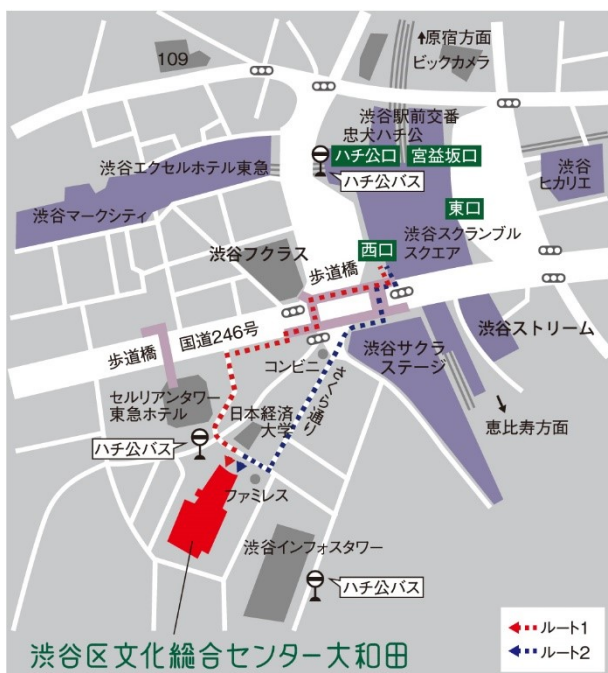 ↑原宿方面
ビックカメラ
109
渋谷駅前交番
忠犬ハチ公
ハチ公口
宮益坂口
ハチ公バス
渋谷エクセルホテル東急
渋谷
ヒカリエ
渋谷マークシティ
東口
渋谷スクランブル
スクエア
西口
渋谷フクラス
歩道橋
国道246号
歩道橋
渋谷ストリーム
コンビニ
渋谷サクラ
ステージ
さくら通り
セルリアンタワー
東急ホテル
日本経済
大学
恵比寿方面
ハチ公バス
ファミレス
渋谷インフォスタワー
ハチ公バス
ルート1
ルート2
渋谷区文化総合センター大和田